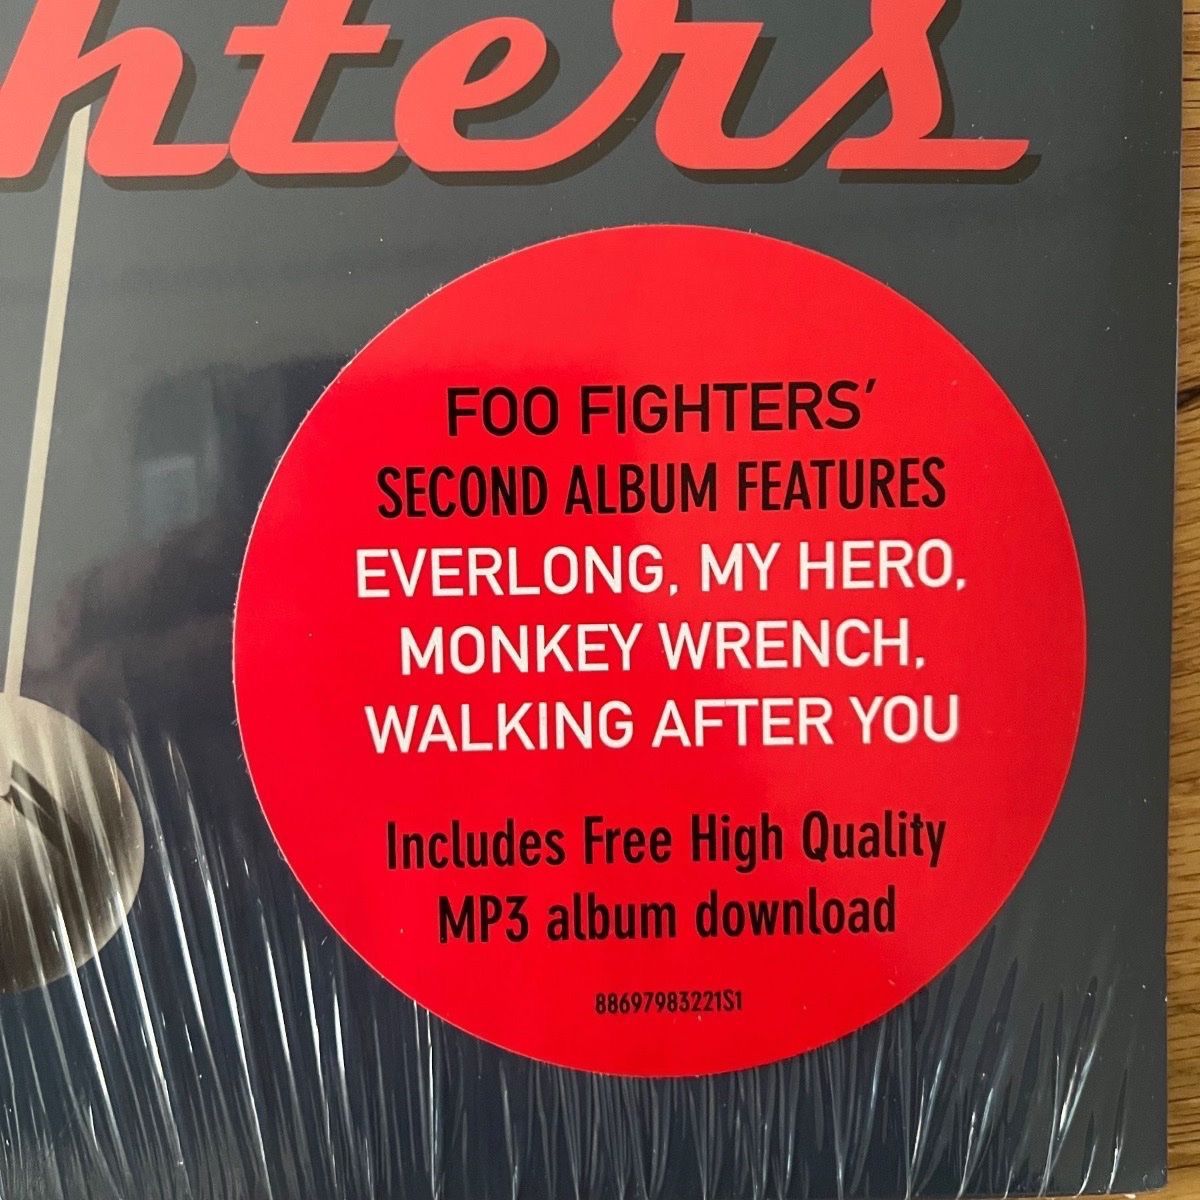 hters
FOO FIGHTERS'
SECOND ALBUM FEATURES
EVERLONG, MY HERO,
MONKEY WRENCH,
WALKING AFTER YOU
Includes Free High Quality
MP3 album download
88697983221S1